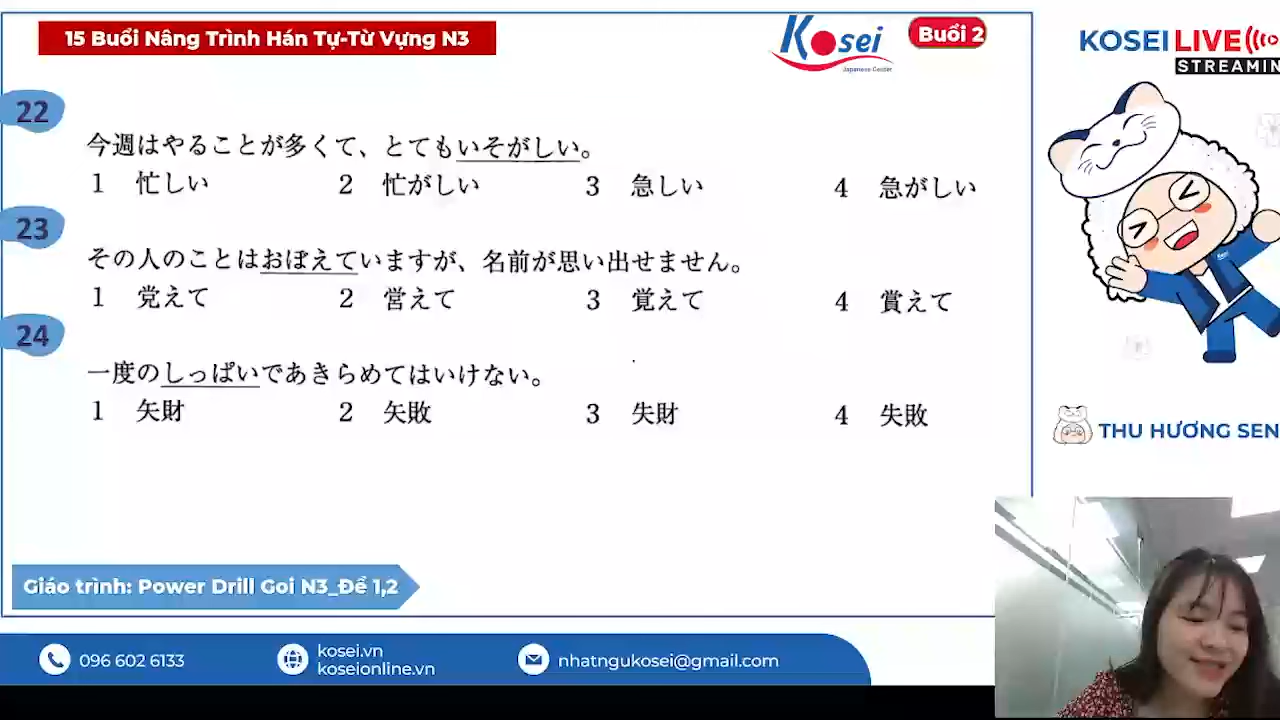 15 Buổi Nâng Trình Hán Tự-Từ Vựng N3
Kosei
Japanese Center
Buổi 2
KOSEI LIVE
STREAMIN
22
今週はやることが多くて、とてもいそがしい。
1 忙しい 2 忙がしい 3 急しい 4 急がしい
23
その人のことはおぼえていますが、名前が思い出せません。
1 党えて 2 営えて 3 覚えて 4 賞えて
24
一度のしっぱいであきらめてはいけない。
1 矢財 2 矢敗 3 失財 4 失敗
THU HƯƠNG SEN
Giáo trình: Power Drill Goi N3_Đề 1,2
096 602 6133
kosei.vn
koseionline.vn
nhatngukosei@gmail.com